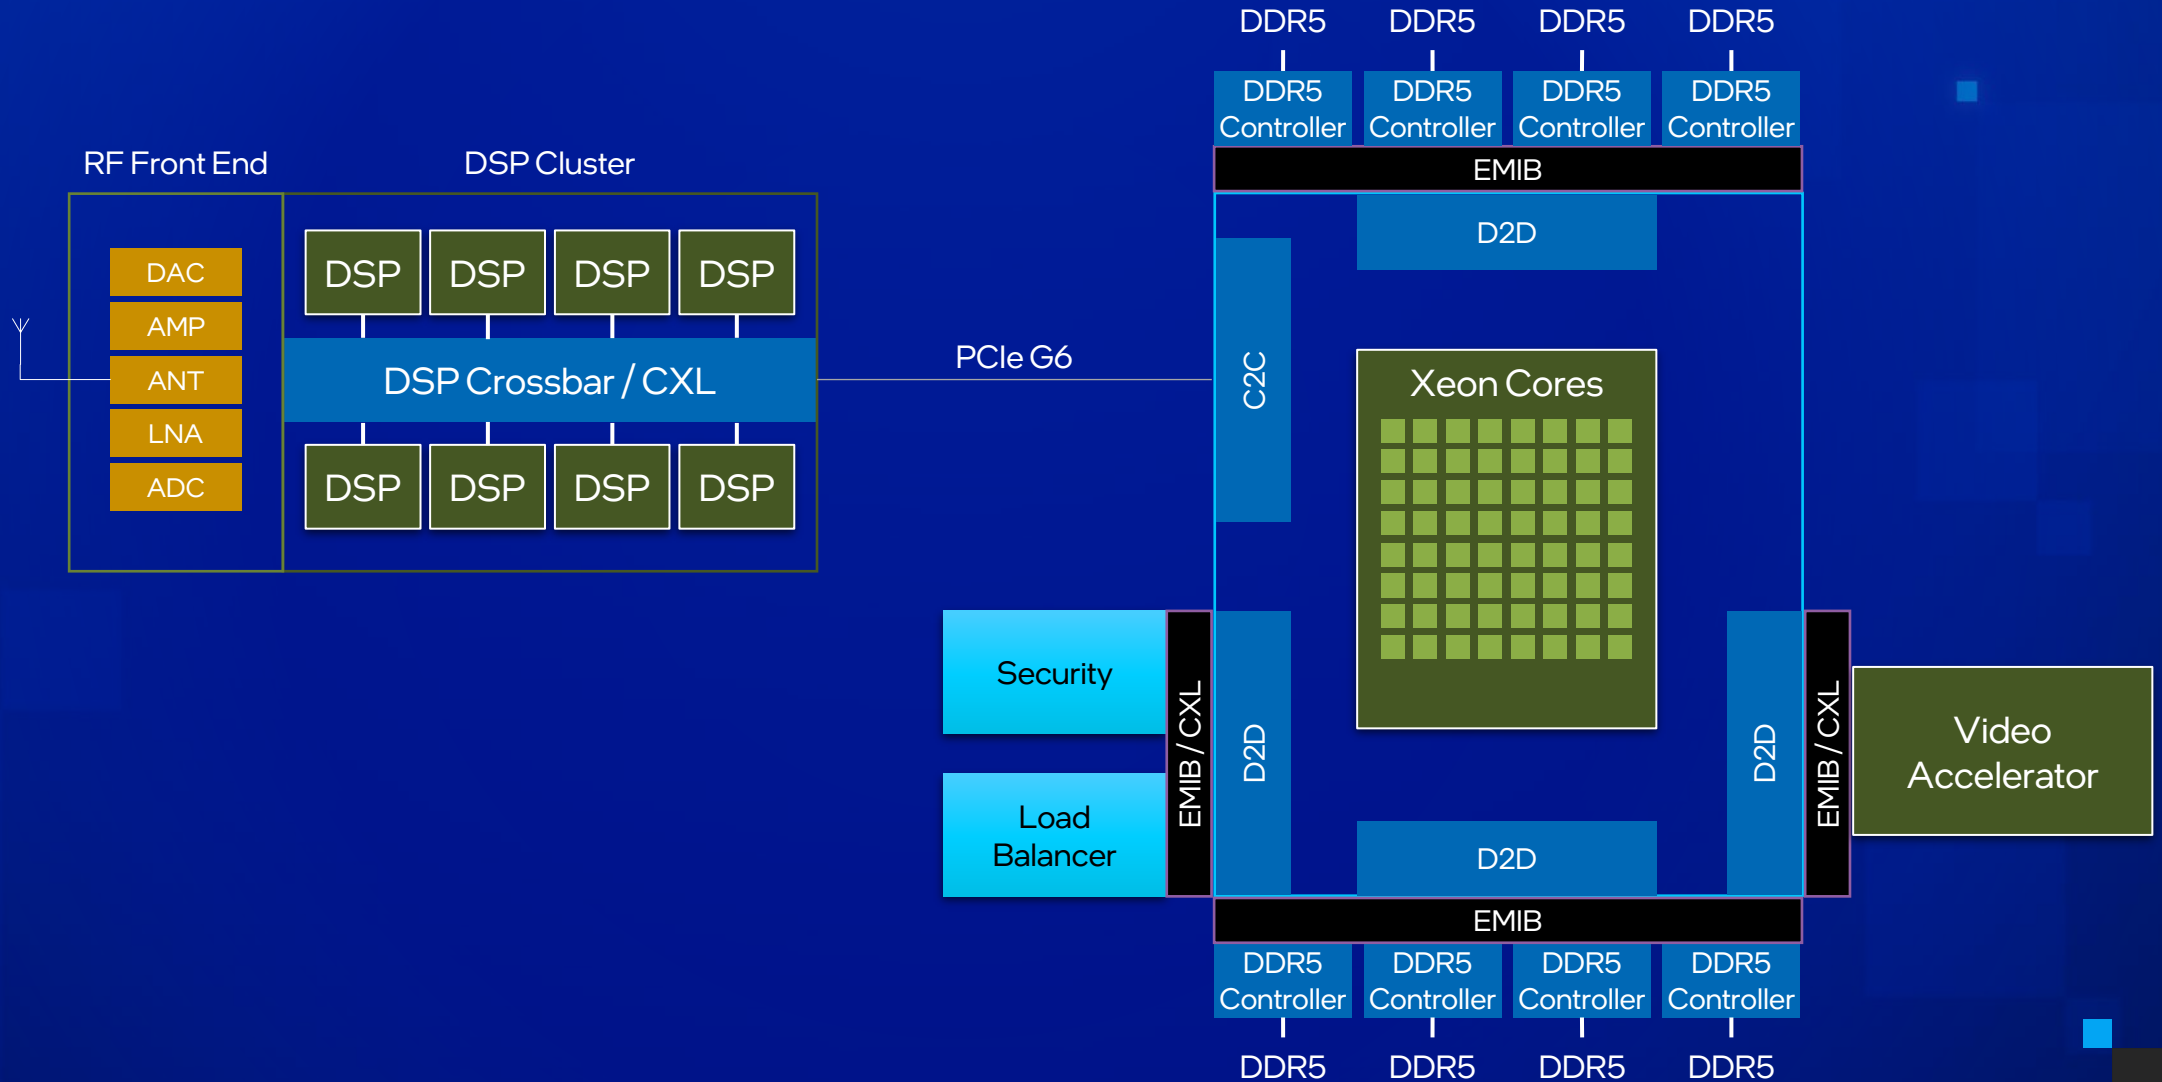 DDR5 DDR5 DDR5 DDR5
DDR5 Controller
DDR5 Controller
DDR5 Controller
DDR5 Controller
EMIB
D2D
RF Front End
DSP Cluster
DAC
AMP
ANT
LNA
ADC
DSP DSP DSP DSP
DSP Crossbar / CXL
DSP DSP DSP DSP
PCIe G6
C2C
Xeon Cores
Security
Load
Balancer
EMIB / CXL
D2D
D2D
EMIB / CXL
Video
Accelerator
D2D
EMIB
DDR5 Controller
DDR5 Controller
DDR5 Controller
DDR5 Controller
DDR5 DDR5 DDR5 DDR5